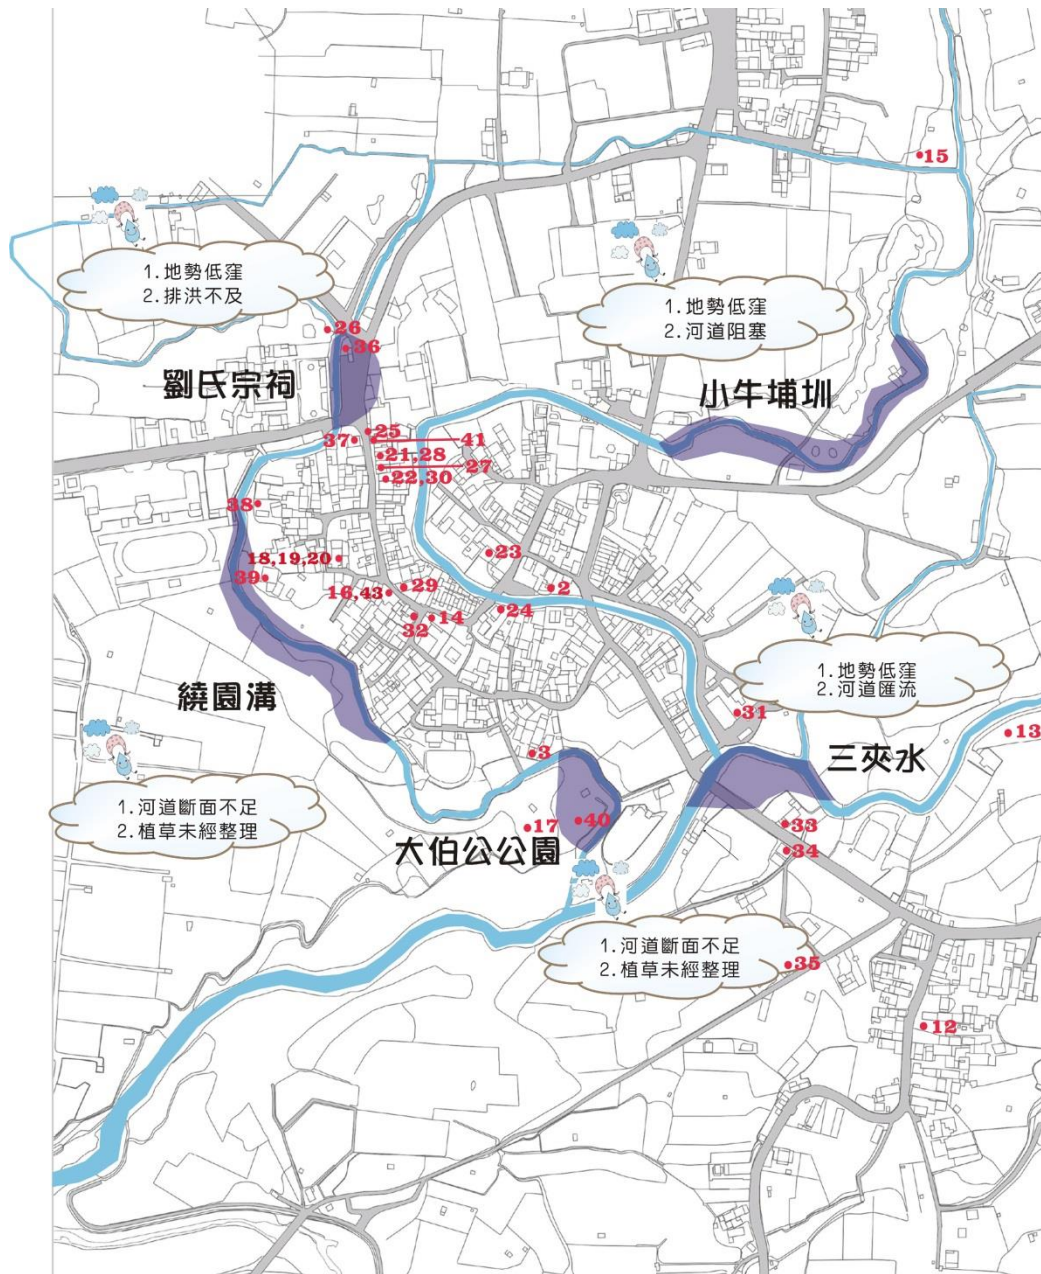 15
1.地勢低窪
2.排洪不及
1.地勢低窪
2.河道阻塞
26
36
劉氏宗祠
小牛埔圳
25
37
41
21,28
27
22,30
38
23
18,19,20
39
29
2
16,43
24
14
32
1.地勢低窪
2.河道匯流
繞園溝
31
13
3
三夾水
1.河道斷面不足
2.植草未經整理
40
17
33
大伯公公園
34
1.河道斷面不足
2.植草未經整理
35
12